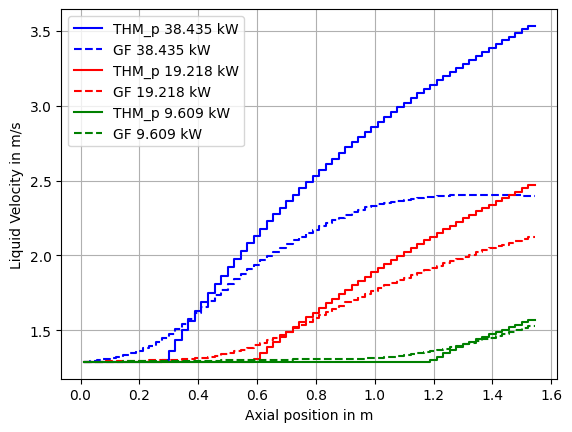 THM_p 38.435 kW
GF 38.435 kW
THM_p 19.218 kW
GF 19.218 kW
THM_p 9.609 kW
GF 9.609 kW
Liquid Velocity in m/s
3.5
3.0
2.5
2.0
1.5
0.0 0.2 0.4 0.6 0.8 1.0 1.2 1.4 1.6
Axial position in m